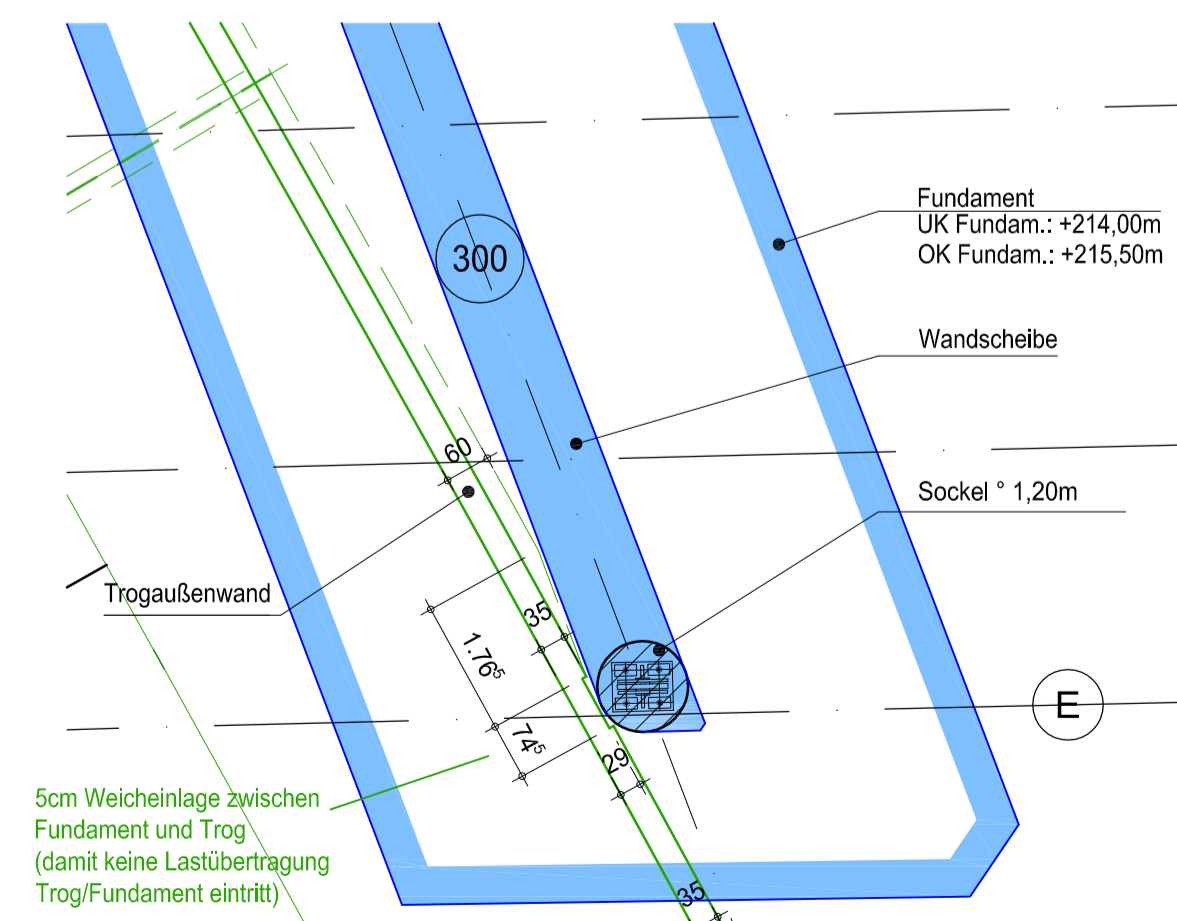 Fundament
UK Fundam.: +214,00m
OK Fundam.: +215,50m
300
Wandscheibe
60
Sockel ° 1,20m
Trogaußenwand
35
1.76⁵
E
74⁵
29
5cm Weicheinlage zwischen
Fundament und Trog
(damit keine Lastübertragung
Trog/Fundament eintritt)
35